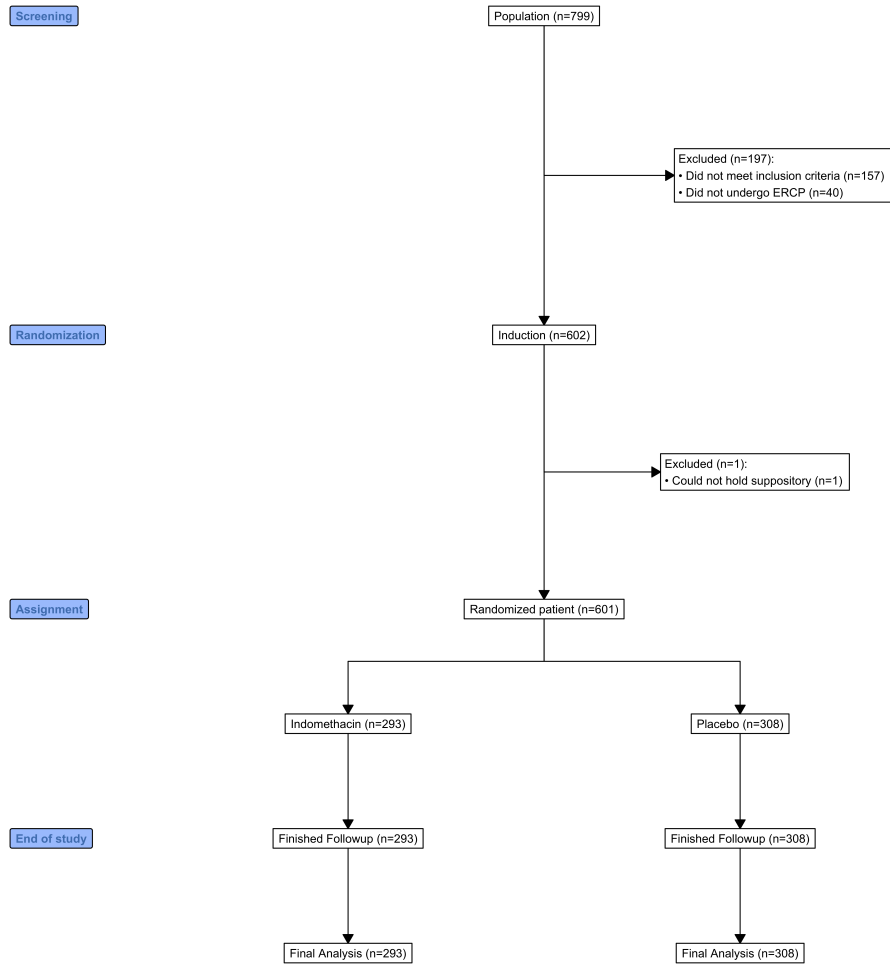 Screening
Population (n=799)
Excluded (n=197):
• Did not meet inclusion criteria (n=157)
• Did not undergo ERCP (n=40)
Randomization
Induction (n=602)
Excluded (n=1):
• Could not hold suppository (n=1)
Assignment
Randomized patient (n=601)
Indomethacin (n=293)
Placebo (n=308)
End of study
Finished Followup (n=293)
Finished Followup (n=308)
Final Analysis (n=293)
Final Analysis (n=308)